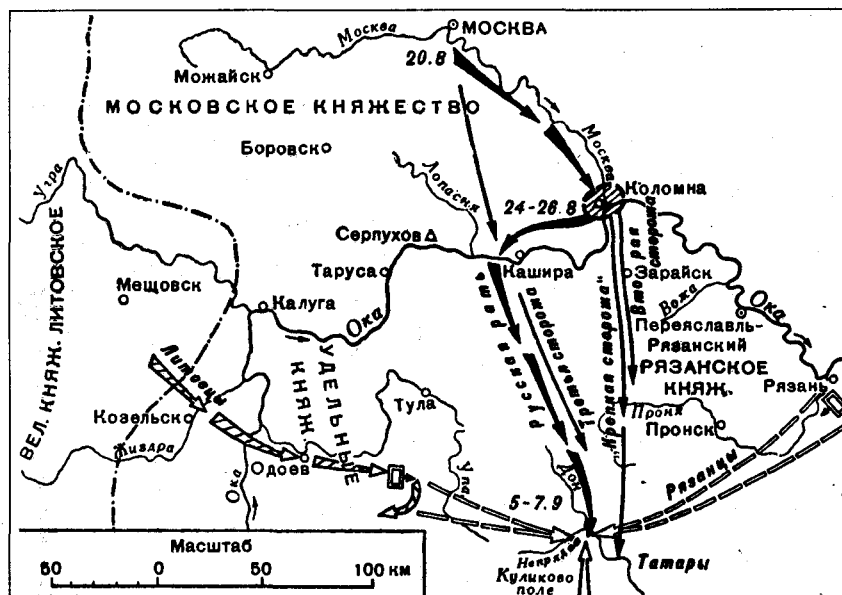 МОСКВА
Москва
20.8
Можайск
МОСКОВСКОЕ КНЯЖЕСТВО
Боровск
Москва
Угра
Лопасня
Коломна
24-26.8
Серпухов
Таруса
Кашира
Зарайск
Вторая сторожа
Вожа
Ока
Мещовск
Калуга
Ока
Переяславль-
Рязанский
ВЕЛ. КНЯЖ. ЛИТОВСКОЕ
Литовцы
УДЕЛЬНЫЕ
КНЯЖ.
Русская рать
Третья сторожа
"Крепкая сторожа"
РЯЗАНСКОЕ
КНЯЖ.
Рязань
Тула
Козельск
Проня
Пронск
Жиздра
Одоев
Упа
Дон
Рязанцы
Ока
5-7.9
Непрядва
Куликово
поле
Татары
Масштаб
50 0 50 100 км